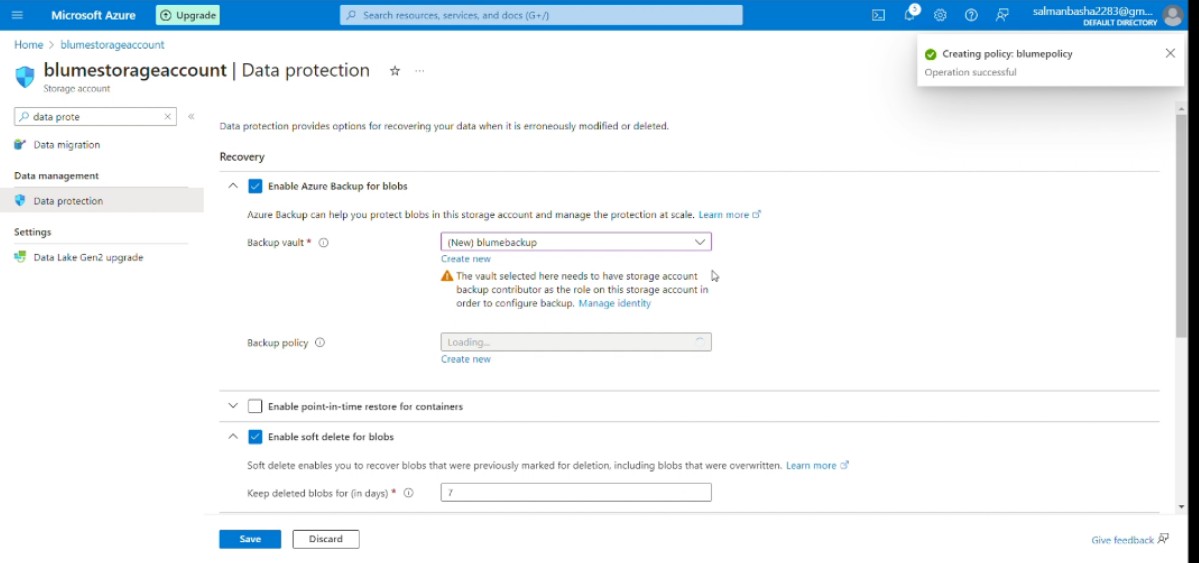 Microsoft Azure
Upgrade
Search resources, services, and docs (G+/)
5
salmanbasha2283@gm...
DEFAULT DIRECTORY
Home > blumestorageaccount
blumestorageaccount | Data protection
Storage account
Creating policy: blumepolicy
Operation successful
data prote
Data migration
Data management
Data protection
Settings
Data Lake Gen2 upgrade
Data protection provides options for recovering your data when it is erroneously modified or deleted.
Recovery
Enable Azure Backup for blobs
Azure Backup can help you protect blobs in this storage account and manage the protection at scale. Learn more
Backup vault *
(New) blumebackup
Create new
The vault selected here needs to have storage account
backup contributor as the role on this storage account in
order to configure backup. Manage identity
Backup policy
Loading...
Create new
Enable point-in-time restore for containers
Enable soft delete for blobs
Soft delete enables you to recover blobs that were previously marked for deletion, including blobs that were overwritten. Learn more
Keep deleted blobs for (in days) *
7
Save
Discard
Give feedback